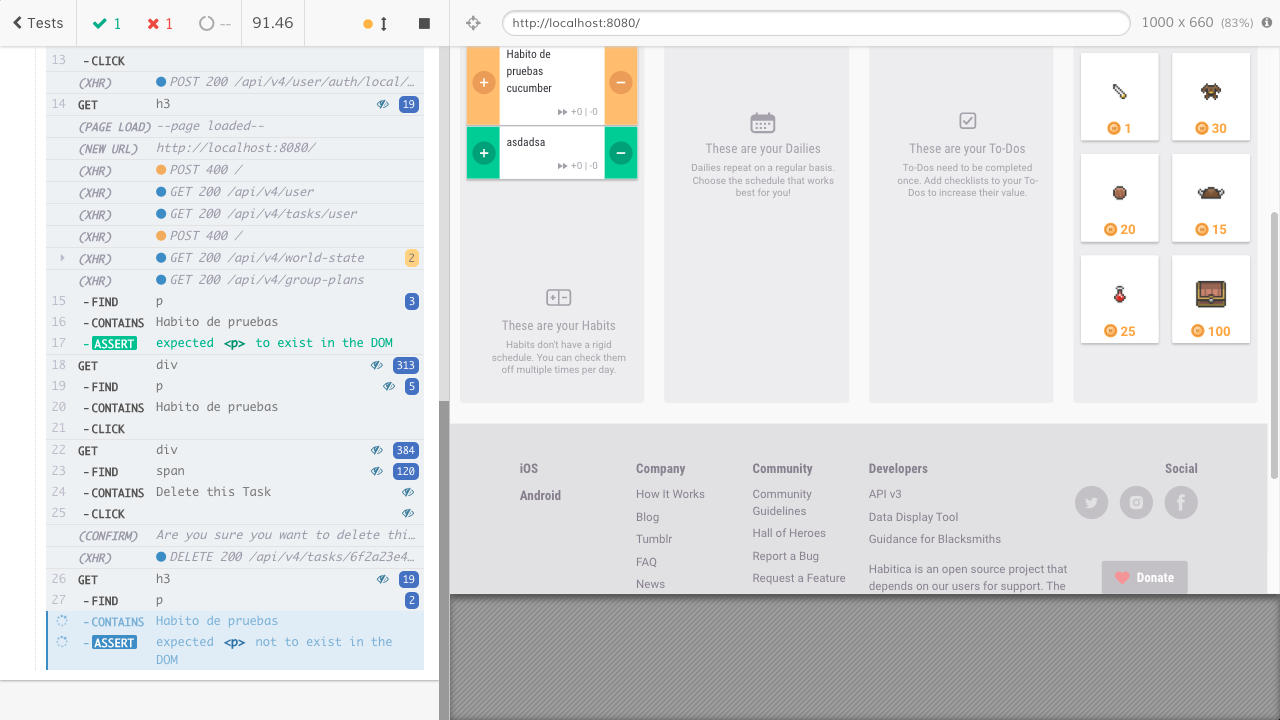 Tests
1
1
--
91.46
http://localhost:8080/
1000 x 660 (83%)
13 -CLICK
(XHR) POST 200 /api/v4/user/auth/local/…
14 GET h3 19
(PAGE LOAD) --page loaded--
(NEW URL) http://localhost:8080/
(XHR) POST 400 /
(XHR) GET 200 /api/v4/user
(XHR) GET 200 /api/v4/tasks/user
(XHR) POST 400 /
(XHR) GET 200 /api/v4/world-state 2
(XHR) GET 200 /api/v4/group-plans
15 -FIND p 3
16 -CONTAINS Habito de pruebas
17 -ASSERT expected <p> to exist in the DOM
18 GET div 313
19 -FIND p 5
20 -CONTAINS Habito de pruebas
21 -CLICK
22 GET div 384
23 -FIND span 120
24 -CONTAINS Delete this Task
25 -CLICK
(CONFIRM) Are you sure you want to delete thi…
(XHR) DELETE 200 /api/v4/tasks/6f2a23e4…
26 GET h3 19
27 -FIND p 2
-CONTAINS Habito de pruebas
-ASSERT expected <p> not to exist in the
DOM
Habito de
pruebas
cucumber
+0 | -0
asdadsa
+0 | -0
These are your Habits
Habits don't have a rigid
schedule. You can check them
off multiple times per day.
These are your Dailies
Dailies repeat on a regular basis.
Choose the schedule that works
best for you!
These are your To-Dos
To-Dos need to be completed
once. Add checklists to your To-
Dos to increase their value.
1
30
20
15
25
100
iOS
Android
Company
How It Works
Blog
Tumblr
FAQ
News
Community
Community
Guidelines
Hall of Heroes
Report a Bug
Request a Feature
Developers
API v3
Data Display Tool
Guidance for Blacksmiths
Habitica is an open source project that
depends on our users for support. The
Social
Donate